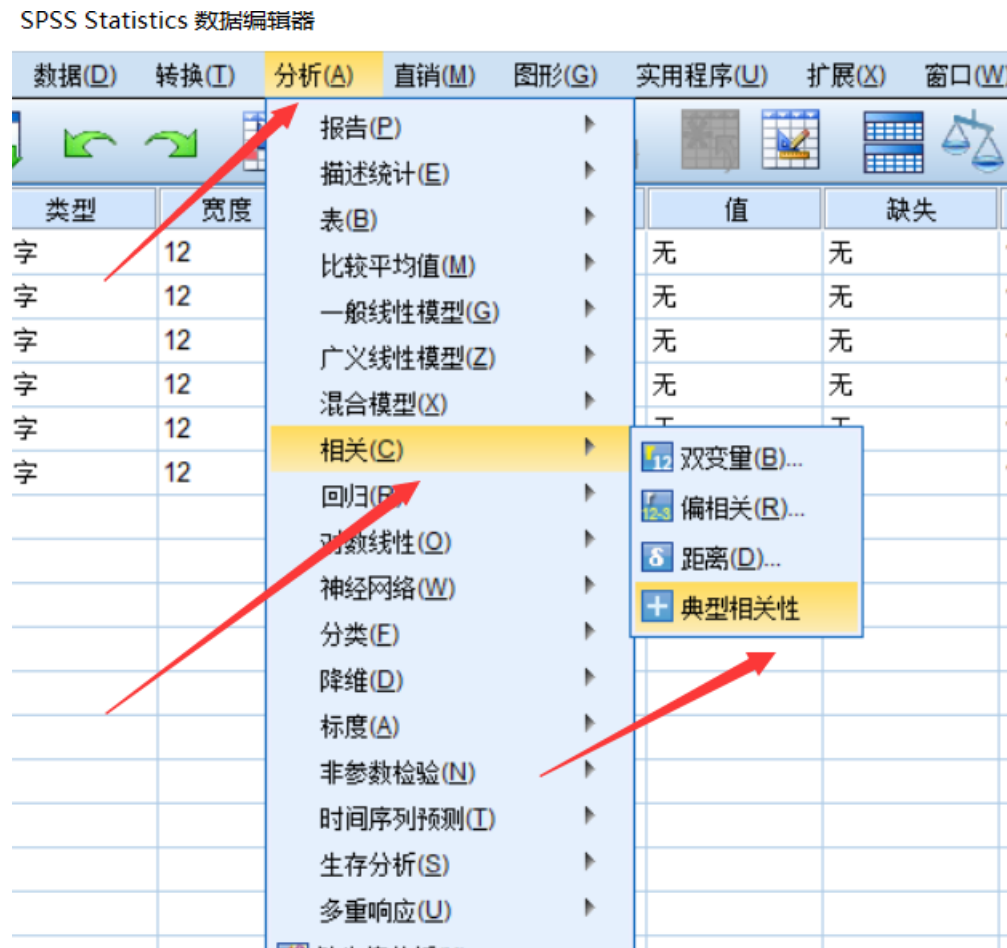 SPSS Statistics 数据编辑器
数据(D) 转换(T) 分析(A) 直销(M) 图形(G) 实用程序(U) 扩展(X) 窗口(W
报告(P)
描述统计(E)
表(B)
比较平均值(M)
一般线性模型(G)
广义线性模型(Z)
混合模型(X)
相关(C)
回归(R)
对数线性(O)
神经网络(W)
分类(F)
降维(D)
标度(A)
非参数检验(N)
时间序列预测(T)
生存分析(S)
多重响应(U)
双变量(B)...
偏相关(R)...
距离(D)...
典型相关性
类型 宽度 值 缺失
字 12 无 无
字 12 无 无
字 12 无 无
字 12 无 无
字 12
字 12